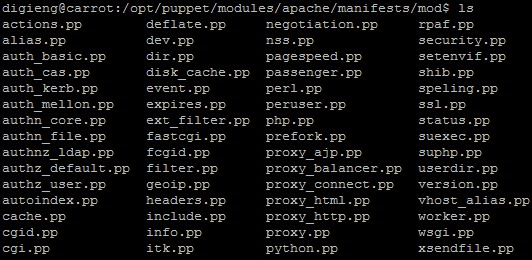 digieng@carrot:/opt/puppet/modules/apache/manifests/mod$ ls
actions.pp deflate.pp negotiation.pp rpaf.pp
alias.pp dev.pp nss.pp security.pp
auth_basic.pp dir.pp pagespeed.pp setenvif.pp
auth_cas.pp disk_cache.pp passenger.pp shib.pp
auth_kerb.pp event.pp perl.pp speling.pp
auth_mellon.pp expires.pp peruser.pp ssl.pp
authn_core.pp ext_filter.pp php.pp status.pp
authn_file.pp fastcgi.pp prefork.pp suexec.pp
authnz_ldap.pp fcgid.pp proxy_ajp.pp suphp.pp
authz_default.pp filter.pp proxy_balancer.pp userdir.pp
authz_user.pp geoip.pp proxy_connect.pp version.pp
autoindex.pp headers.pp proxy_html.pp vhost_alias.pp
cache.pp include.pp proxy_http.pp worker.pp
cgid.pp info.pp proxy.pp wsgi.pp
cgi.pp itk.pp python.pp xsendfile.pp